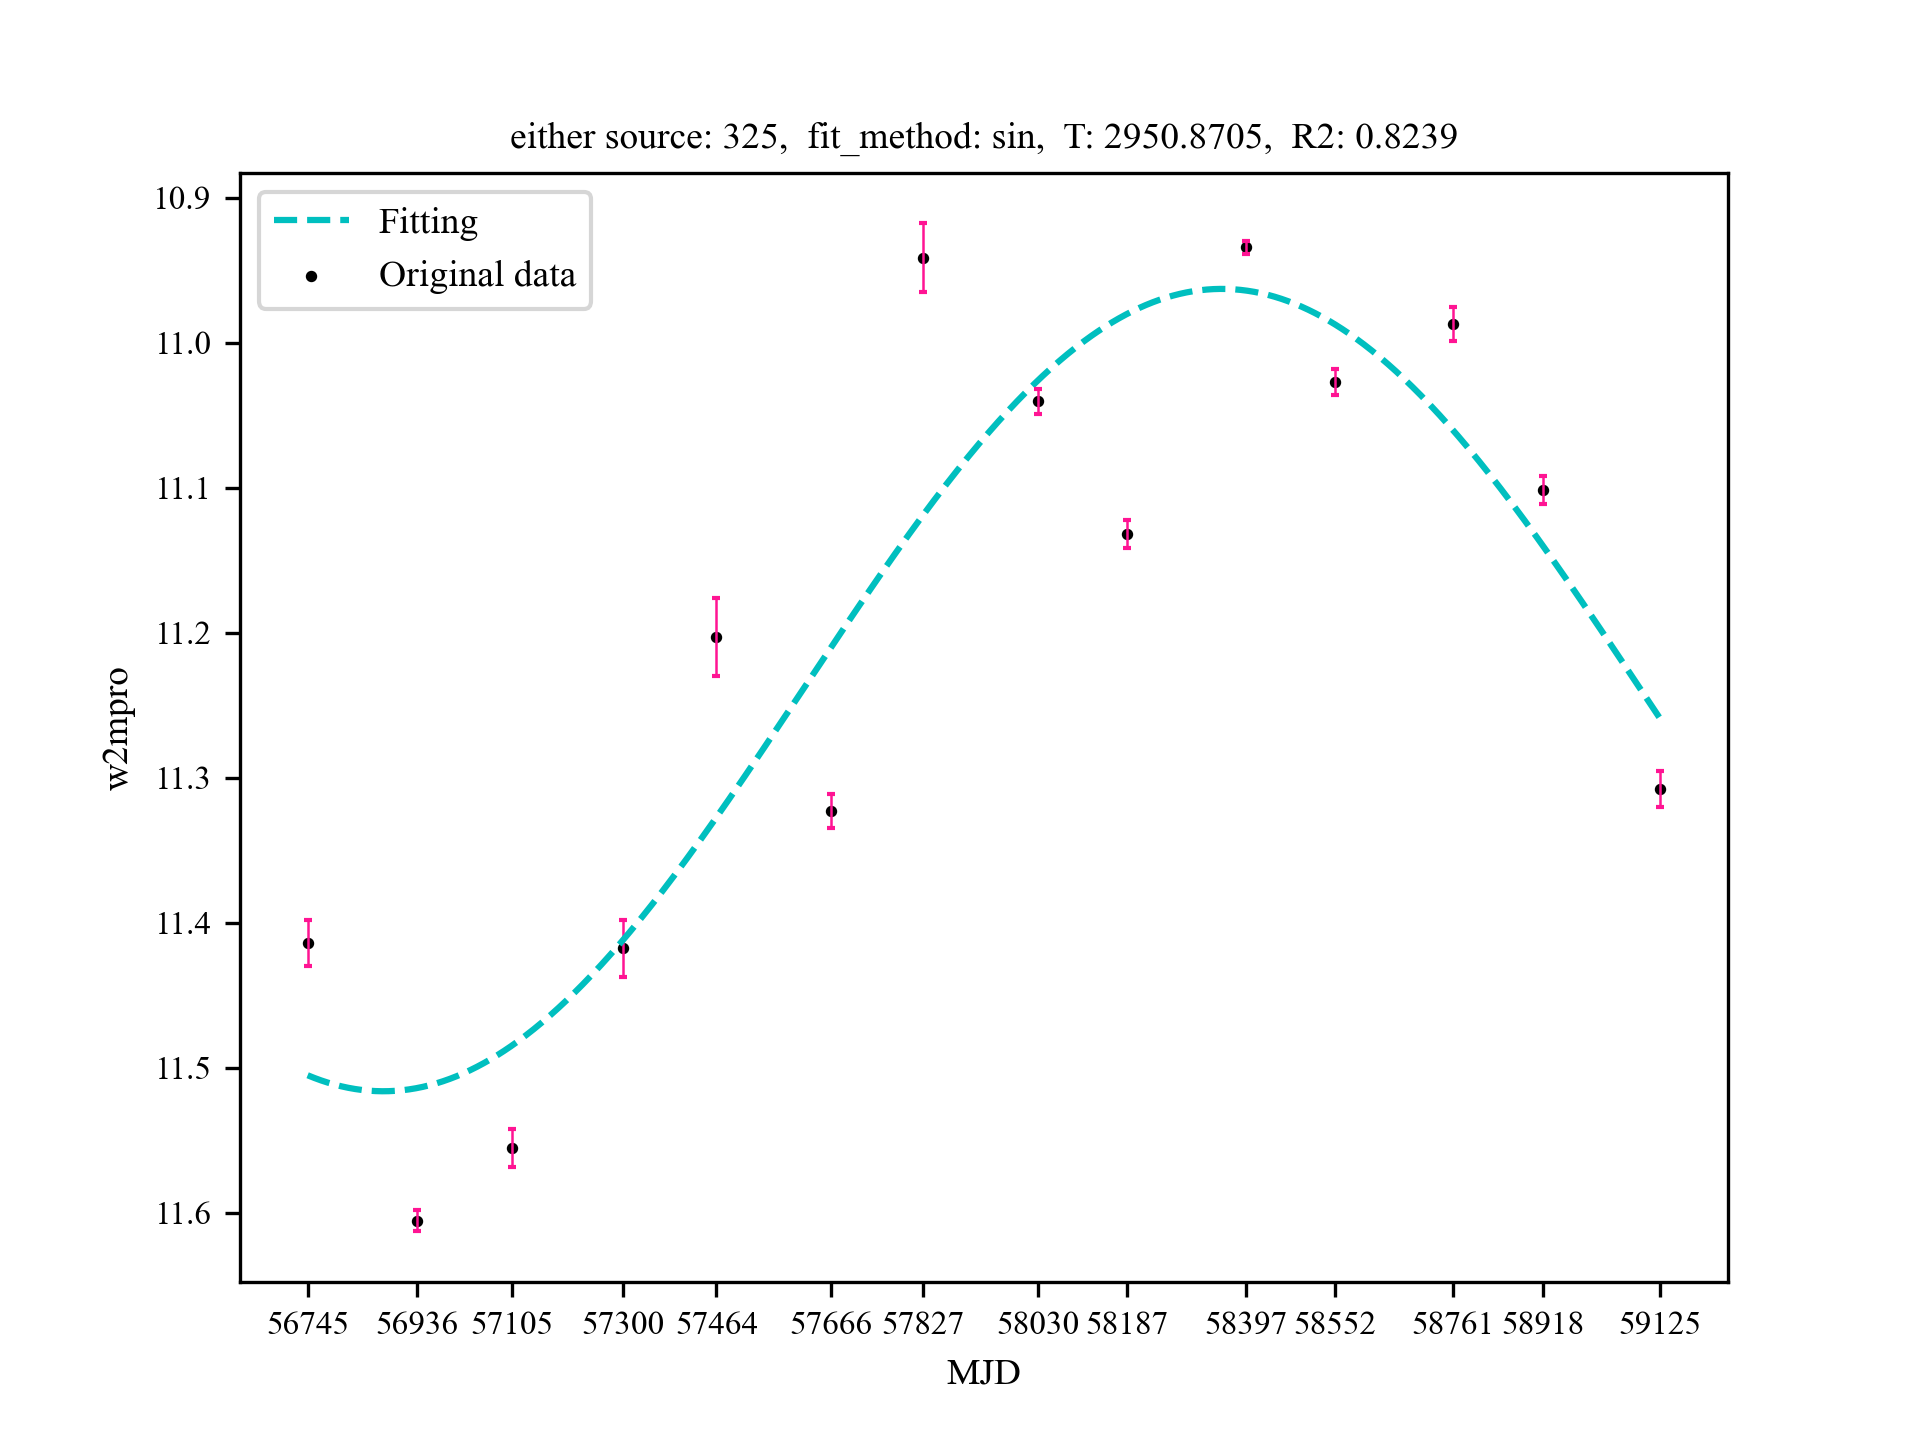 either source: 325,  fit_method: sin,  T: 2950.8705,  R2: 0.8239
Fitting
Original data
10.9
11.0
11.1
11.2
11.3
11.4
11.5
11.6
w2mpro
56745 56936 57105 57300 57464 57666 57827 58030 58187 58397 58552 58761 58918 59125
MJD